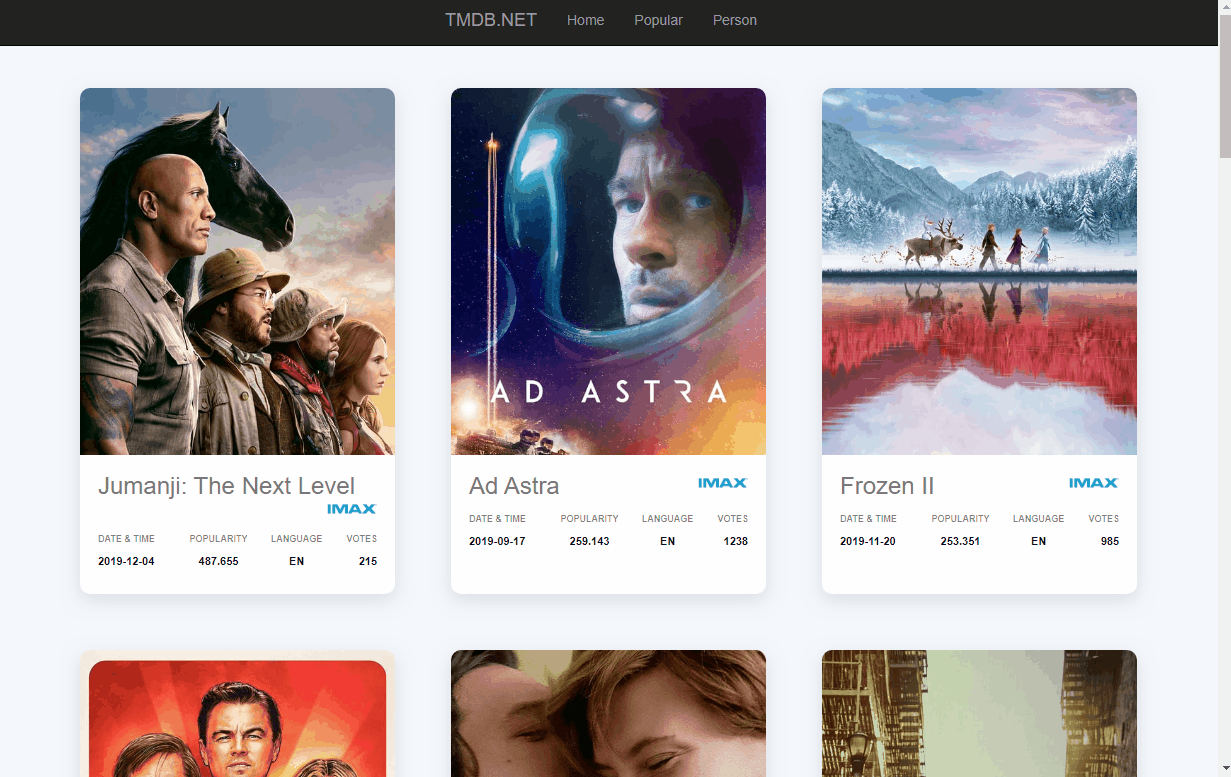 TMDB.NET Home Popular Person
AD ASTRA
Jumanji: The Next Level
IMAX
DATE & TIME POPULARITY LANGUAGE VOTES
2019-12-04 487.655 EN 215
Ad Astra IMAX
DATE & TIME POPULARITY LANGUAGE VOTES
2019-09-17 259.143 EN 1238
Frozen II IMAX
DATE & TIME POPULARITY LANGUAGE VOTES
2019-11-20 253.351 EN 985